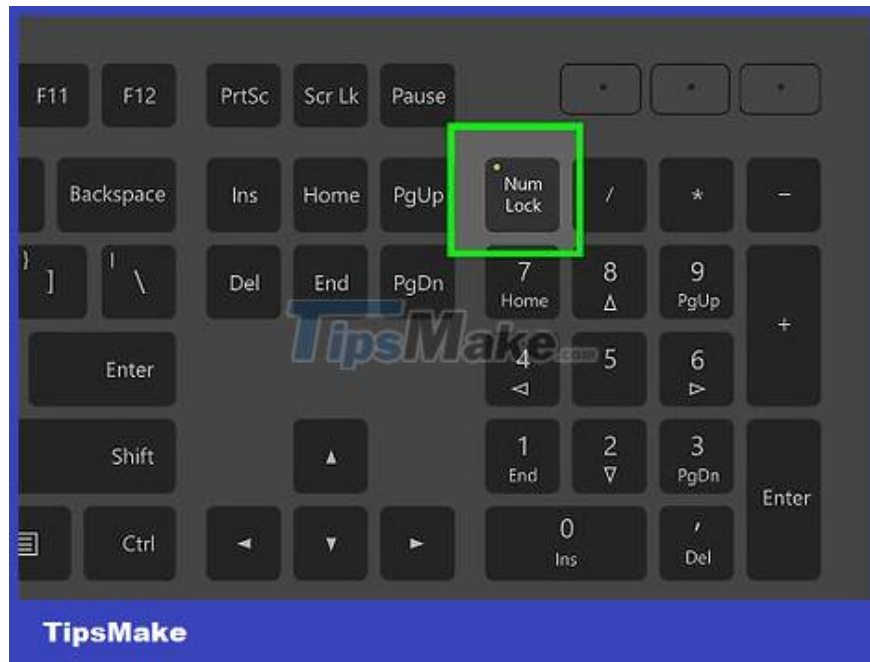 F11 F12 PrtSc Scr Lk Pause
Backspace Ins Home PgUp Num Lock / * -
} ] | \ Del End PgDn 7 Home 8 9 PgUp +
TipsMake.com
Enter 4 5 6
Shift 1 End 2 3 PgDn Enter
Ctrl 0 Ins ' Del
TipsMake